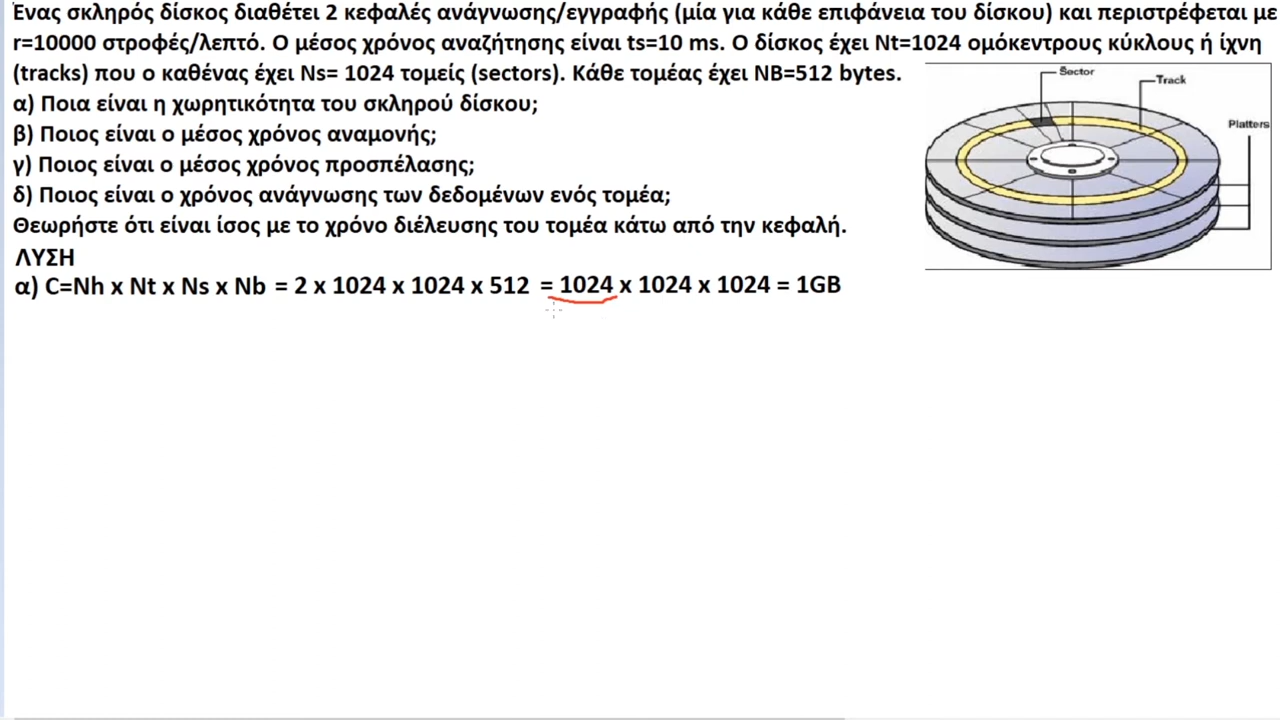 Ένας σκληρός δίσκος διαθέτει 2 κεφαλές ανάγνωσης/εγγραφής (μία για κάθε επιφάνεια του δίσκου) και περιστρέφεται με
r=10000 στροφές/λεπτό. Ο μέσος χρόνος αναζήτησης είναι ts=10 ms. Ο δίσκος έχει Nt=1024 ομόκεντρους κύκλους ή ίχνη
(tracks) που ο καθένας έχει Ns= 1024 τομείς (sectors). Κάθε τομέας έχει NB=512 bytes.
α) Ποια είναι η χωρητικότητα του σκληρού δίσκου;
β) Ποιος είναι ο μέσος χρόνος αναμονής;
γ) Ποιος είναι ο μέσος χρόνος προσπέλασης;
δ) Ποιος είναι ο χρόνος ανάγνωσης των δεδομένων ενός τομέα;
Θεωρήστε ότι είναι ίσος με το χρόνο διέλευσης του τομέα κάτω από την κεφαλή.
Sector
Track
Platters
ΛΥΣΗ
α) C=Nh x Nt x Ns x Nb = 2 x 1024 x 1024 x 512 = 1024 x 1024 x 1024 = 1GB